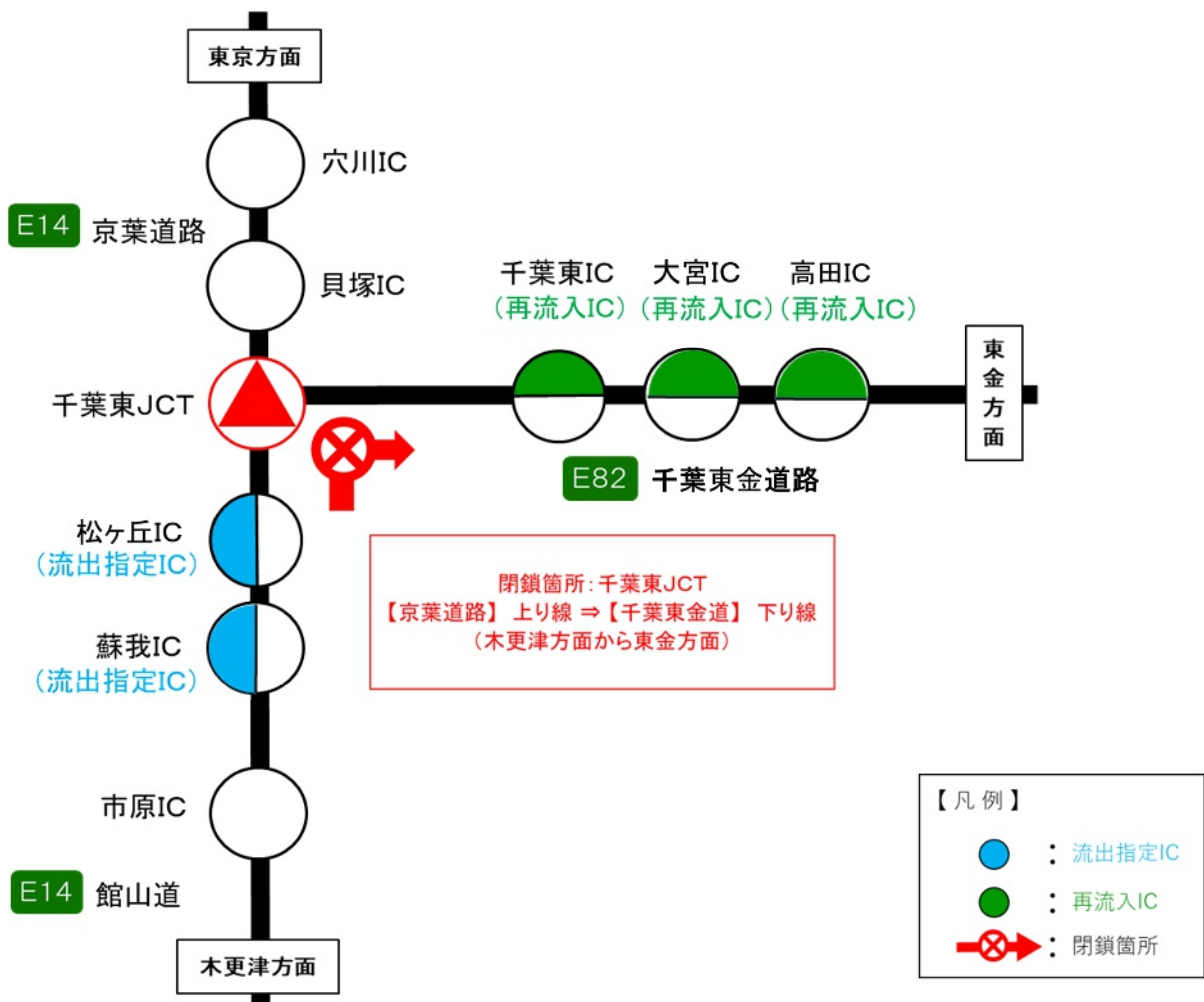 東京方面
穴川IC
E14 京葉道路
貝塚IC
千葉東IC 大宮IC 高田IC
(再流入IC) (再流入IC) (再流入IC)
東金方面
千葉東JCT
E82 千葉東金道路
松ヶ丘IC
(流出指定IC)
閉鎖箇所：千葉東JCT
【京葉道路】 上り線 ⇒【千葉東金道】 下り線
(木更津方面から東金方面)
蘇我IC
(流出指定IC)
市原IC
E14 館山道
木更津方面
【凡例】
：流出指定IC
：再流入IC
：閉鎖箇所